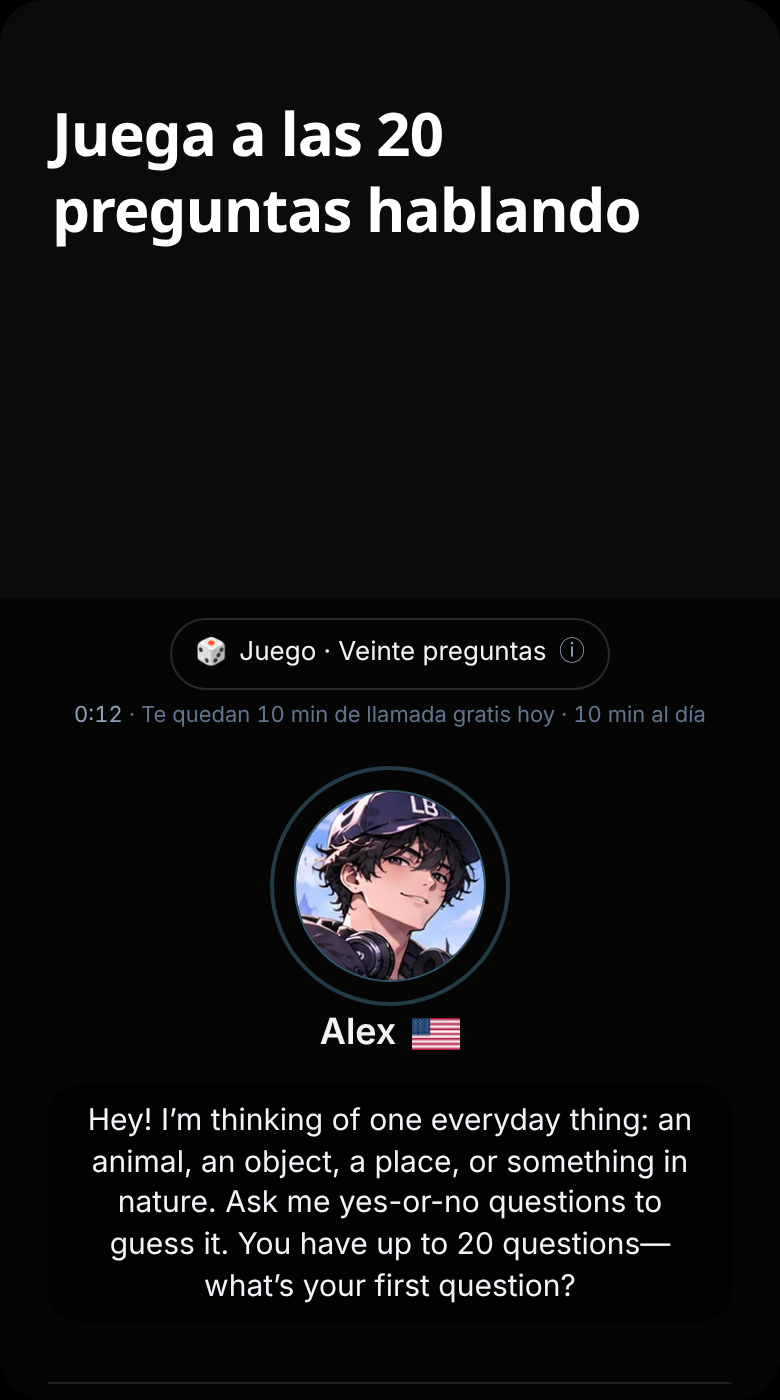 Juega a las 20
preguntas hablando
Juego · Veinte preguntas ⓘ
0:12 · Te quedan 10 min de llamada gratis hoy · 10 min al día
LB
Alex
Hey! I’m thinking of one everyday thing: an
animal, an object, a place, or something in
nature. Ask me yes-or-no questions to
guess it. You have up to 20 questions—
what’s your first question?